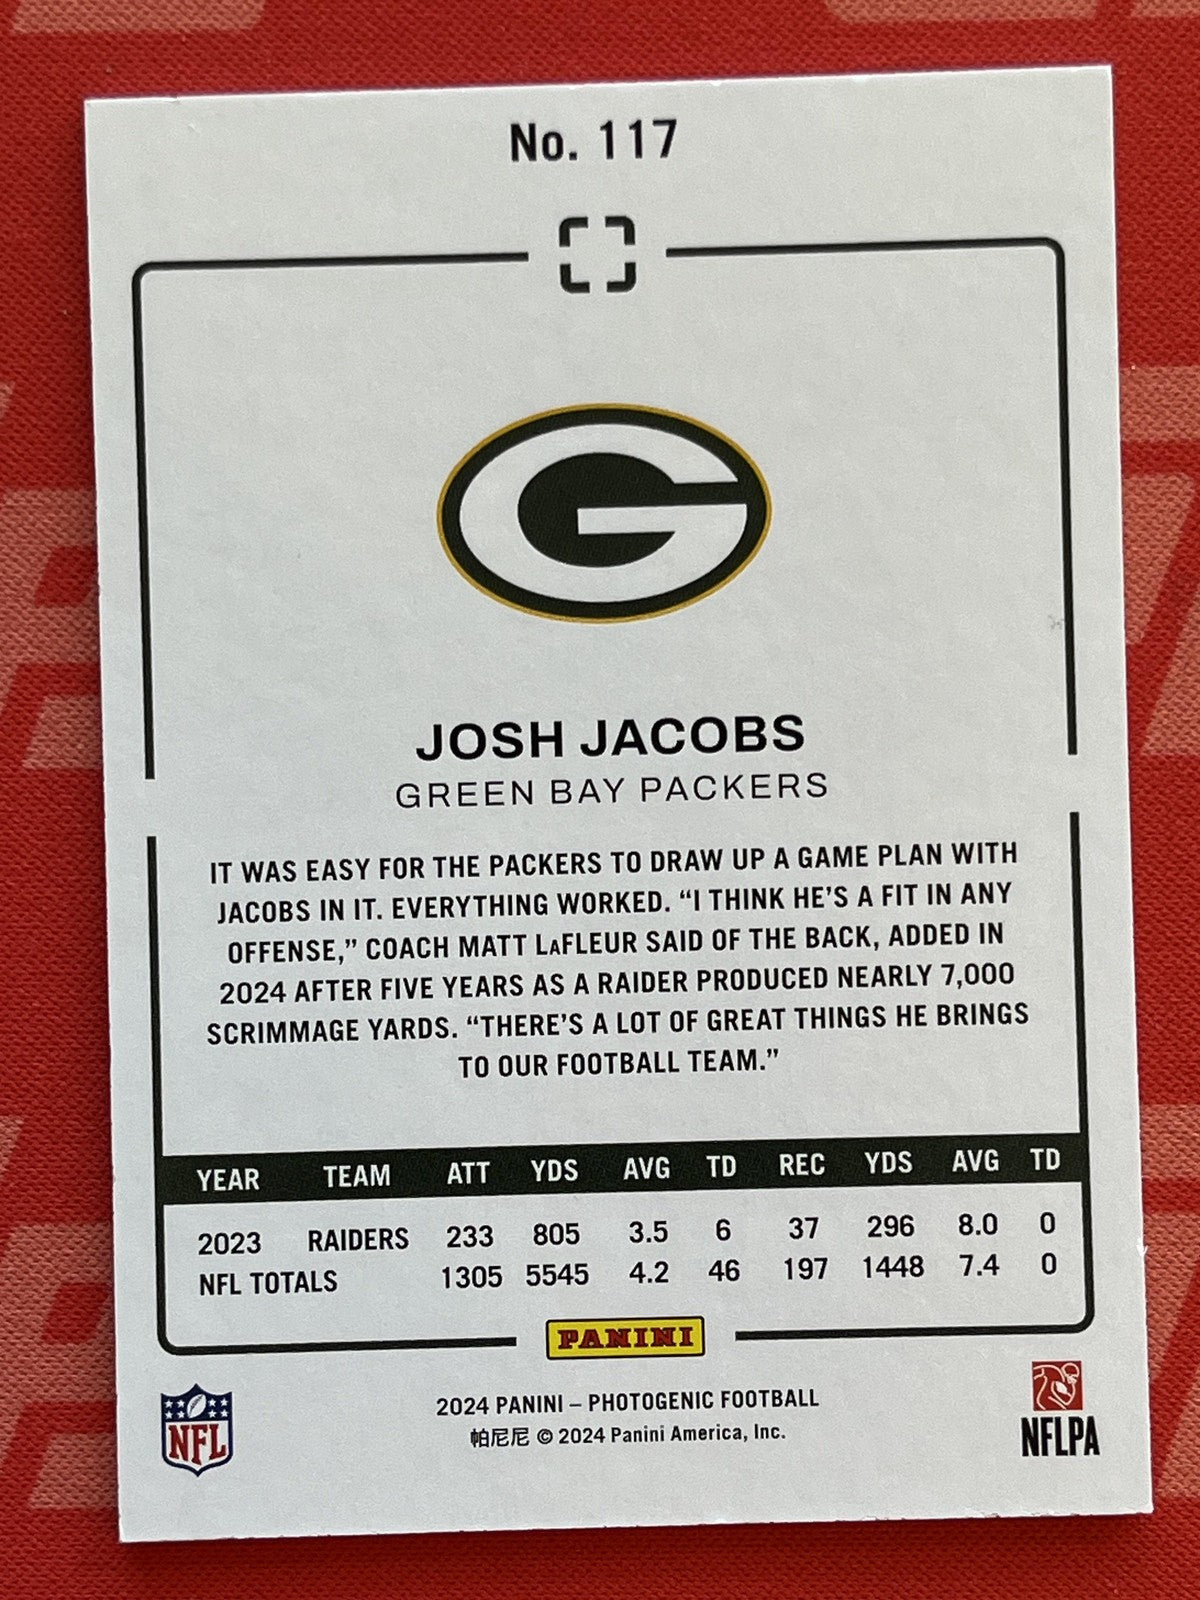 No. 117
JOSH JACOBS
GREEN BAY PACKERS
IT WAS EASY FOR THE PACKERS TO DRAW UP A GAME PLAN WITH
JACOBS IN IT. EVERYTHING WORKED. “I THINK HE’S A FIT IN ANY
OFFENSE,” COACH MATT LAFLEUR SAID OF THE BACK, ADDED IN
2024 AFTER FIVE YEARS AS A RAIDER PRODUCED NEARLY 7,000
SCRIMMAGE YARDS. “THERE’S A LOT OF GREAT THINGS HE BRINGS
TO OUR FOOTBALL TEAM.”
YEAR TEAM ATT YDS AVG TD REC YDS AVG TD
2023 RAIDERS 233 805 3.5 6 37 296 8.0 0
NFL TOTALS 1305 5545 4.2 46 197 1448 7.4 0
PANINI
2024 PANINI – PHOTOGENIC FOOTBALL
帕尼尼 © 2024 Panini America, Inc.
NFL
NFLPA